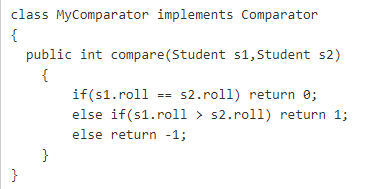 class MyComparator implements Comparator
{
public int compare(Student s1,Student s2)
{
if(s1.roll == s2.roll) return 0;
else if(s1.roll > s2.roll) return 1;
else return -1;
}
}